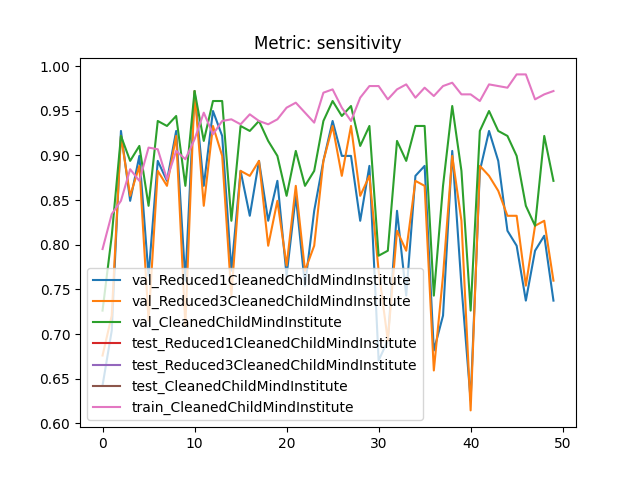 Metric: sensitivity
1.00
0.95
0.90
0.85
0.80
0.75
0.70
0.65
0.60
val_Reduced1CleanedChildMindInstitute
val_Reduced3CleanedChildMindInstitute
val_CleanedChildMindInstitute
test_Reduced1CleanedChildMindInstitute
test_Reduced3CleanedChildMindInstitute
test_CleanedChildMindInstitute
train_CleanedChildMindInstitute
0 10 20 30 40 50